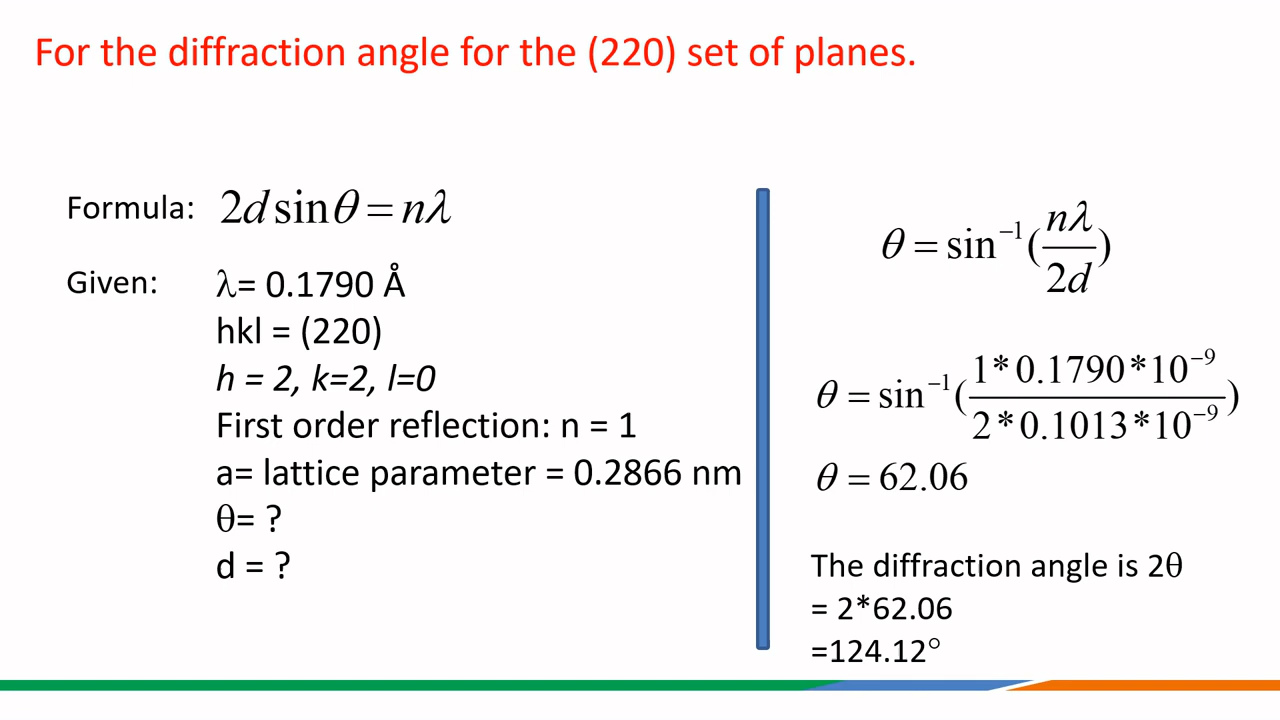 For the diffraction angle for the (220) set of planes.
Formula: 2d sinθ = nλ
Given: λ= 0.1790 Å
hkl = (220)
h = 2, k=2, l=0
First order reflection: n = 1
a= lattice parameter = 0.2866 nm
θ= ?
d = ?
θ = sin⁻¹(nλ/2d)
θ = sin⁻¹(1*0.1790*10⁻⁹/2*0.1013*10⁻⁹)
θ = 62.06
The diffraction angle is 2θ
= 2*62.06
=124.12°